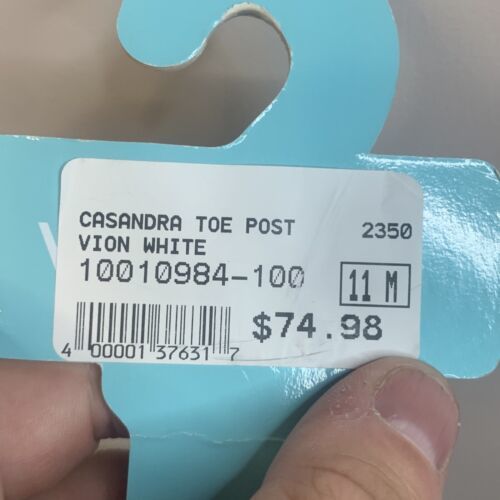 CASANDRA TOE POST 2350
VION WHITE
10010984-100 11 M
$74.98
4 00001 37631 7